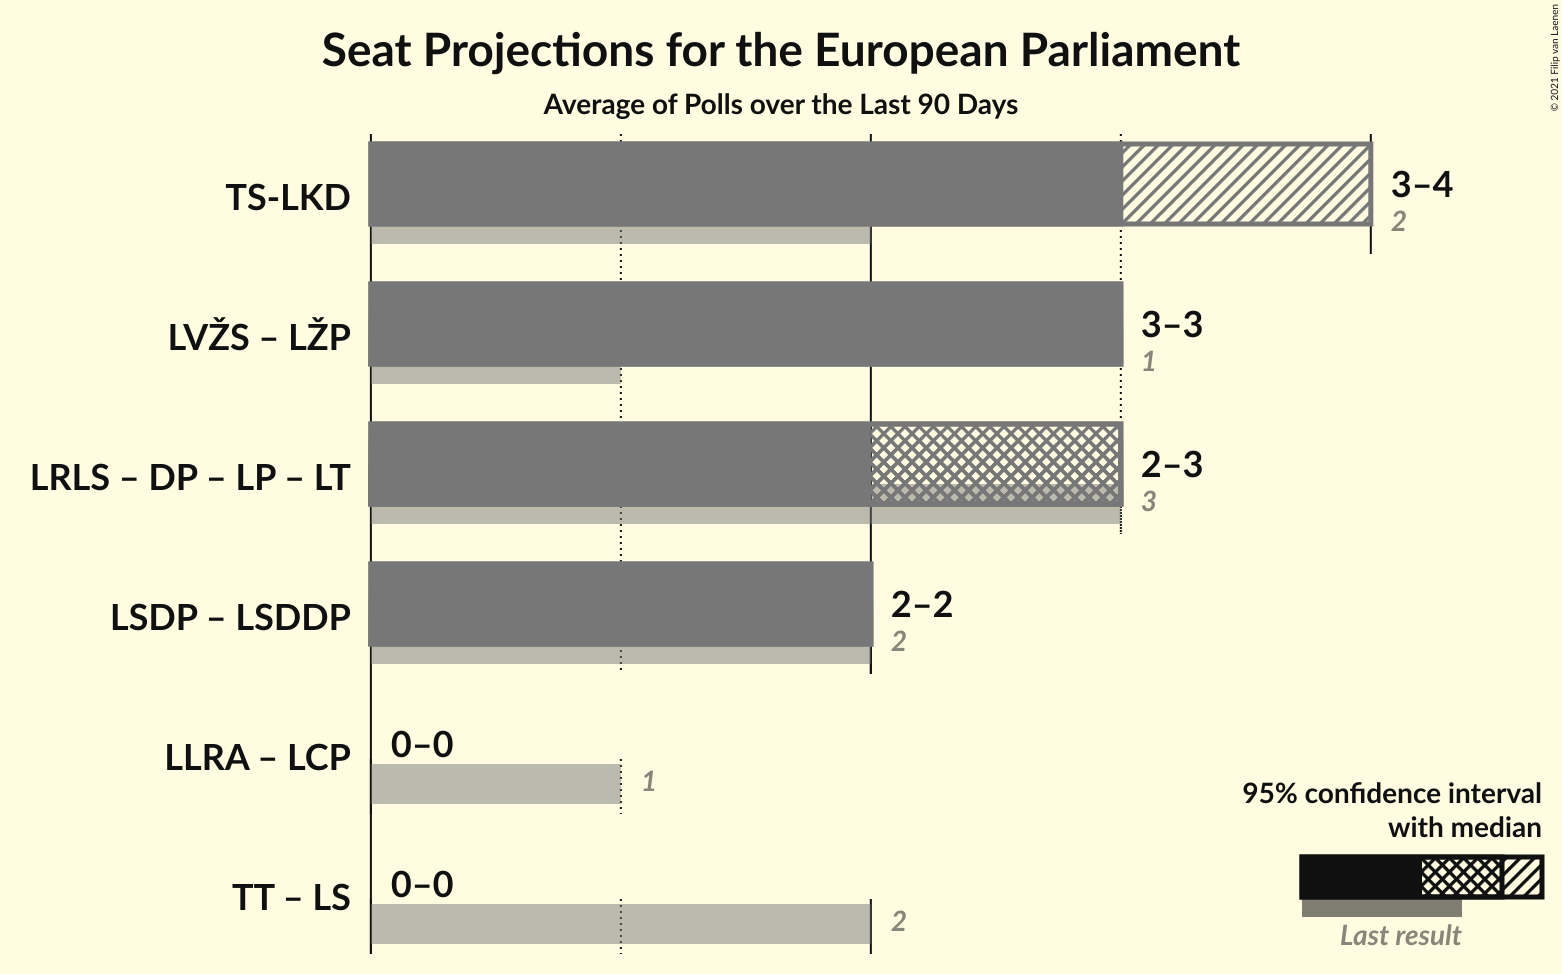 Seat Projections for the European Parliament
Average of Polls over the Last 90 Days
© 2021 Filip van Laenen
TS-LKD
3–4
2
LVŽS – LŽP
3–3
1
LRLS – DP – LP – LT
2–3
3
LSDP – LSDDP
2–2
2
LLRA – LCP
0–0
1
TT – LS
0–0
2
95% confidence interval
with median
Last result